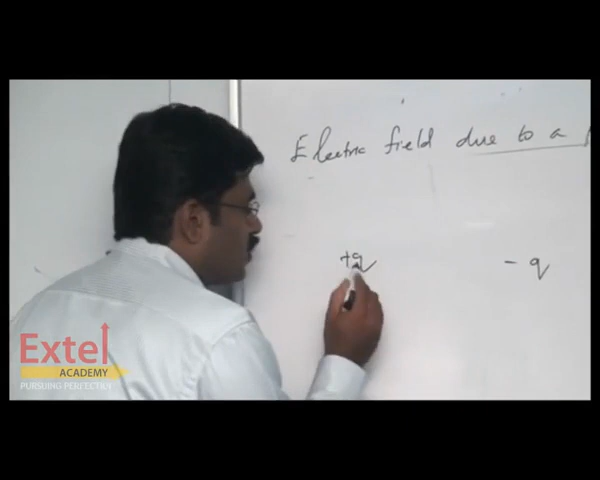 Electric field due to a
+q
- q
Extel
ACADEMY
PURSUING PERFECTION